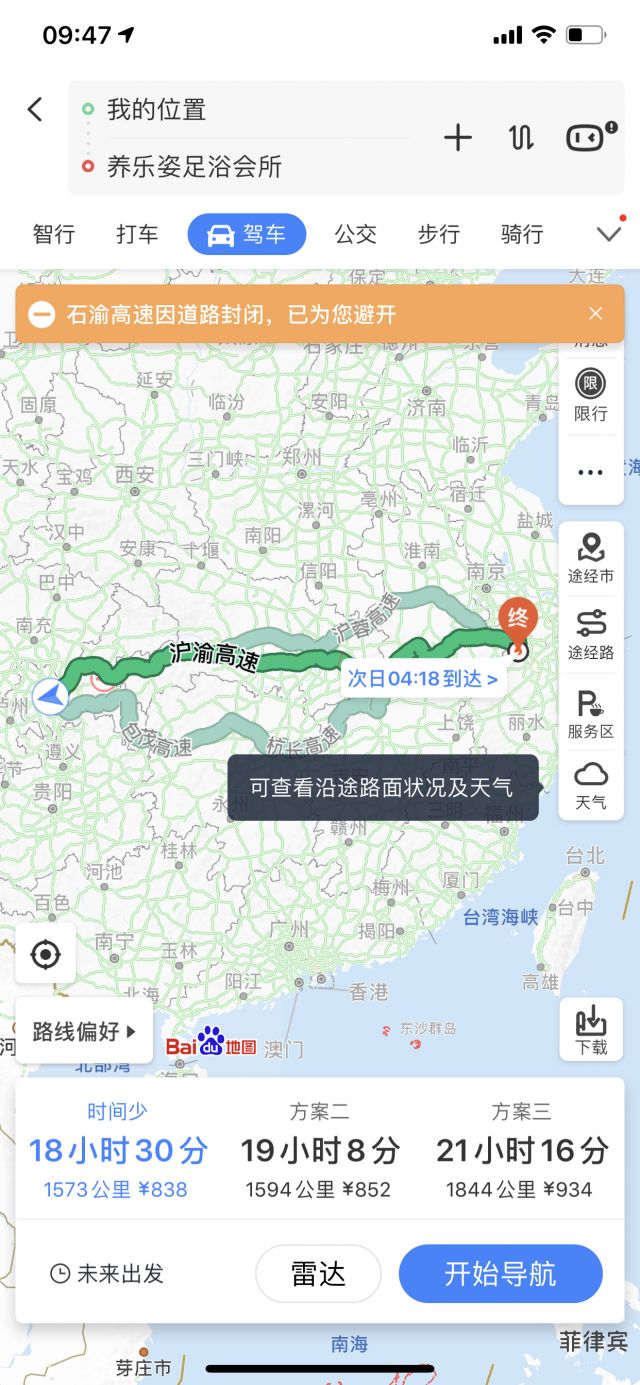 09:47
我的位置
养乐姿足浴会所
智行 打车 驾车 公交 步行 骑行
保定 大连
石渝高速因道路封闭，已为您避开
延安
固原 临汾 安阳 济南 青岛
限
限行
临沂
天水 宝鸡 西安 三门峡 郑州
亳州 宿迁
漯河
汉中 盐城
安康 十堰 南阳
信阳 淮南
途经市
巴中 南京
南充 沪蓉高速 终
沪渝高速
途经路
次日04:18到达 >
泸州 上饶 丽水
包茂高速 杭长高速
服务区
遵义 南平
可查看沿途路面状况及天气
贵阳 永州 三明 福州
天气
赣州
桂林 台北
河池 厦门
梅州
百色 台湾海峡 台中
广州 揭阳
南宁 玉林
阳江 高雄
北海 香港
路线偏好
东沙群岛
Bai du 地图 澳门
下载
北部湾
时间少 方案二 方案三
18小时30分 19小时8分 21小时16分
1573公里 ¥838 1594公里 ¥852 1844公里 ¥934
未来出发 雷达 开始导航
南海 菲律宾
芽庄市